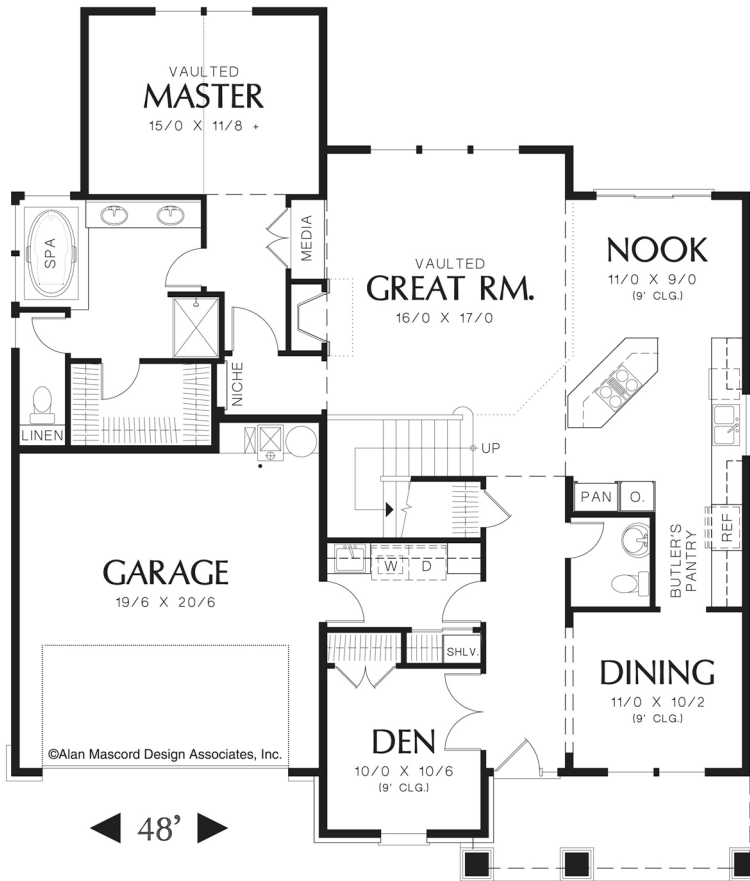 VAULTED
MASTER
15/0 X 11/8 +
SPA
MEDIA
VAULTED
GREAT RM.
16/0 X 17/0
NOOK
11/0 X 9/0
(9' CLG.)
NICHE
LINEN
UP
PAN
O.
REF
BUTLER'S
PANTRY
GARAGE
19/6 X 20/6
W
D
SHLV.
DINING
11/0 X 10/2
(9' CLG.)
DEN
10/0 X 10/6
(9' CLG.)
©Alan Mascord Design Associates, Inc.
48'